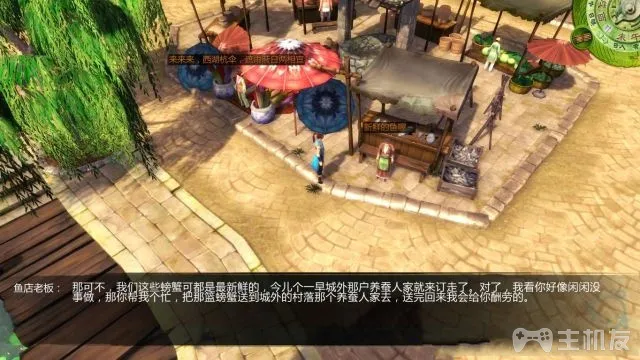 来来来，西湖杭伞，遮雨蔽日两相宜
新鲜的鱼喔
鱼店老板： 那可不，我们这些螃蟹可都是最新鲜的，今儿个一早城外那户养蚕人家就来订走了。对了，我看你好像闲闲没
事做，那你帮我个忙，把那篮螃蟹送到城外的村落那个养蚕人家去，送完回来我会给你酬劳的。
主机友